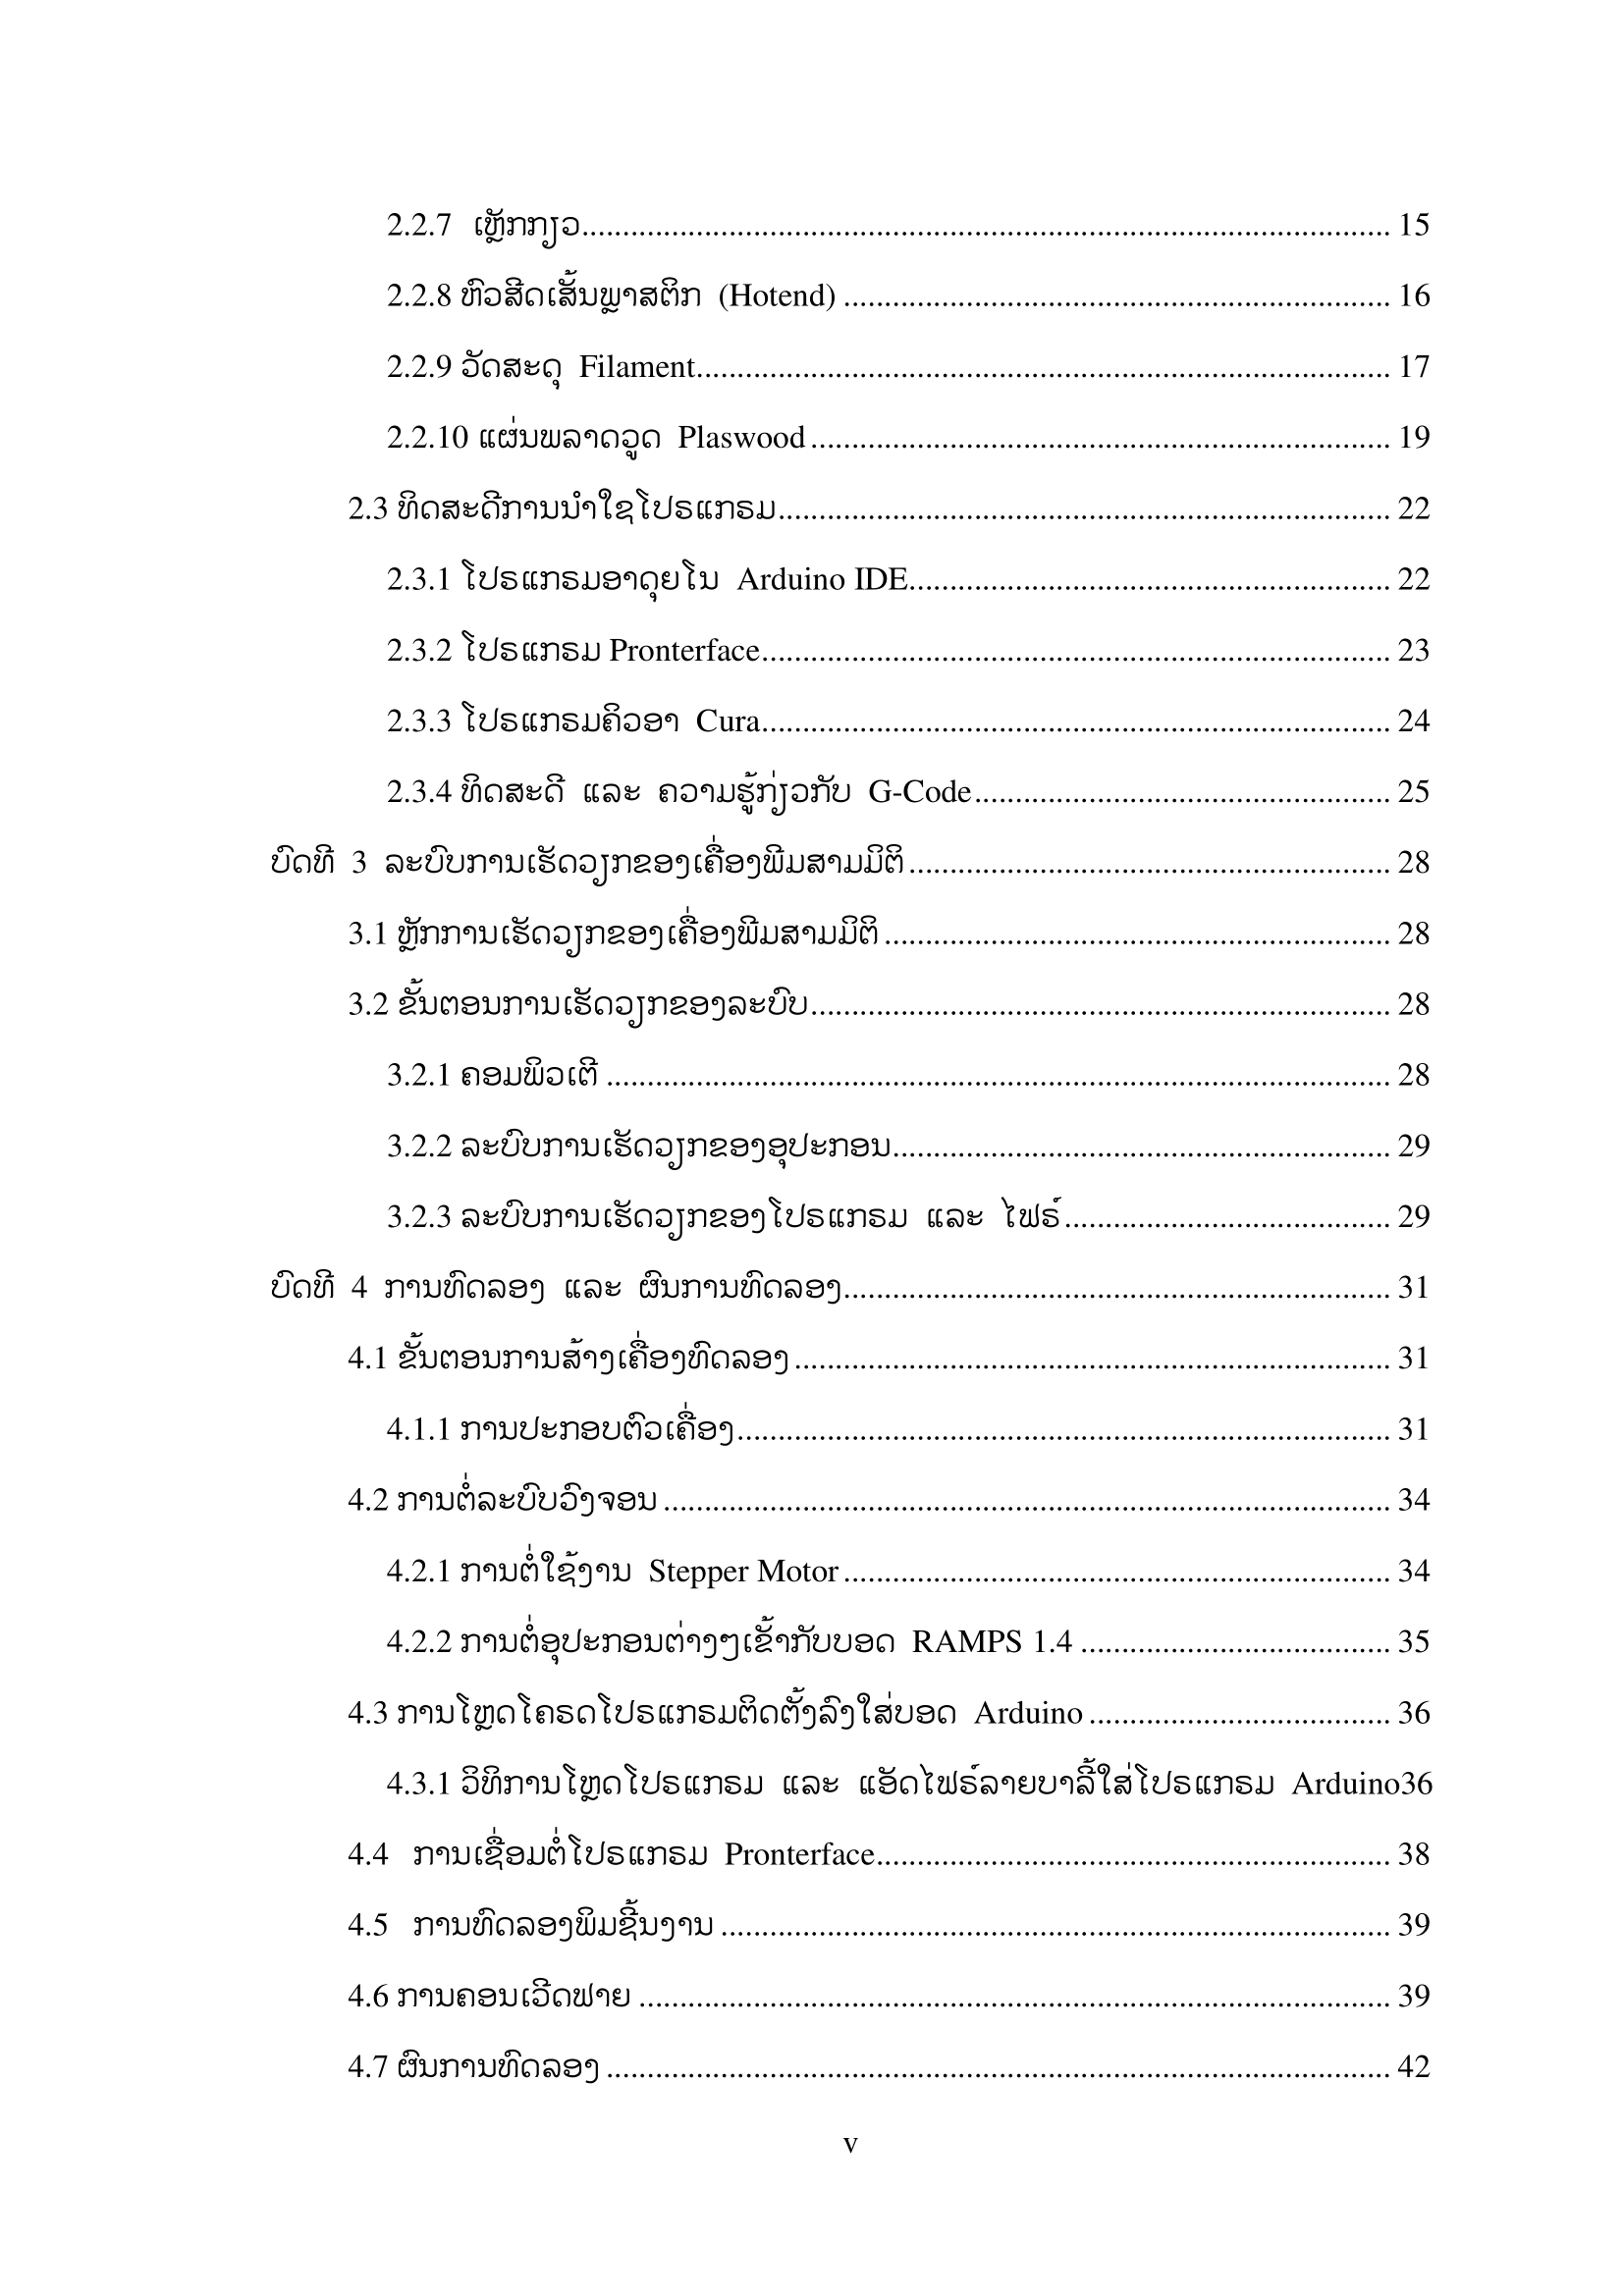 2.2.7 ເຫຼັກກຽວ.......... 15
2.2.8 ຫົວສີດເສັ້ນພຼາສຕິກ (Hotend) .......... 16
2.2.9 ວັດສະດຸ Filament.......... 17
2.2.10 ແຜ່ນພລາດວູດ Plaswood .......... 19
2.3 ທິດສະດີການນຳໃຊໂປຣແກຣມ.......... 22
2.3.1 ໂປຣແກຣມອາດຸຍໂນ Arduino IDE.......... 22
2.3.2 ໂປຣແກຣມ Pronterface.......... 23
2.3.3 ໂປຣແກຣມຄິວອາ Cura.......... 24
2.3.4 ທິດສະດີ ແລະ ຄວາມຮູ້ກ່ຽວກັບ G-Code.......... 25
ບົດທີ 3 ລະບົບການເຮັດວຽກຂອງເຄື່ອງພີມສາມມິຕິ .......... 28
3.1 ຫຼັກການເຮັດວຽກຂອງເຄື່ອງພີມສາມມິຕິ .......... 28
3.2 ຂັ້ນຕອນການເຮັດວຽກຂອງລະບົບ.......... 28
3.2.1 ຄອມພິວເຕີ .......... 28
3.2.2 ລະບົບການເຮັດວຽກຂອງອຸປະກອນ.......... 29
3.2.3 ລະບົບການເຮັດວຽກຂອງໂປຣແກຣມ ແລະ ໄຟຣ໌.......... 29
ບົດທີ 4 ການທົດລອງ ແລະ ຜົນການທົດລອງ.......... 31
4.1 ຂັ້ນຕອນການສ້າງເຄື່ອງທົດລອງ .......... 31
4.1.1 ການປະກອບຕົວເຄື່ອງ.......... 31
4.2 ການຕໍ່ລະບົບວົງຈອນ .......... 34
4.2.1 ການຕໍ່ໃຊ້ງານ Stepper Motor .......... 34
4.2.2 ການຕໍ່ອຸປະກອນຕ່າງໆເຂົ້າກັບບອດ RAMPS 1.4 .......... 35
4.3 ການໂຫຼດໂຄຣດໂປຣແກຣມຕິດຕັ້ງລົງໃສ່ບອດ Arduino .......... 36
4.3.1 ວິທີການໂຫຼດໂປຣແກຣມ ແລະ ແອັດໄຟຣ໌ລາຍບາລີ້ໃສ່ໂປຣແກຣມ Arduino36
4.4 ການເຊື່ອມຕໍ່ໂປຣແກຣມ Pronterface.......... 38
4.5 ການທົດລອງພິມຊີ້ນງານ .......... 39
4.6 ການຄອນເວີດຟາຍ .......... 39
4.7 ຜົນການທົດລອງ .......... 42
v